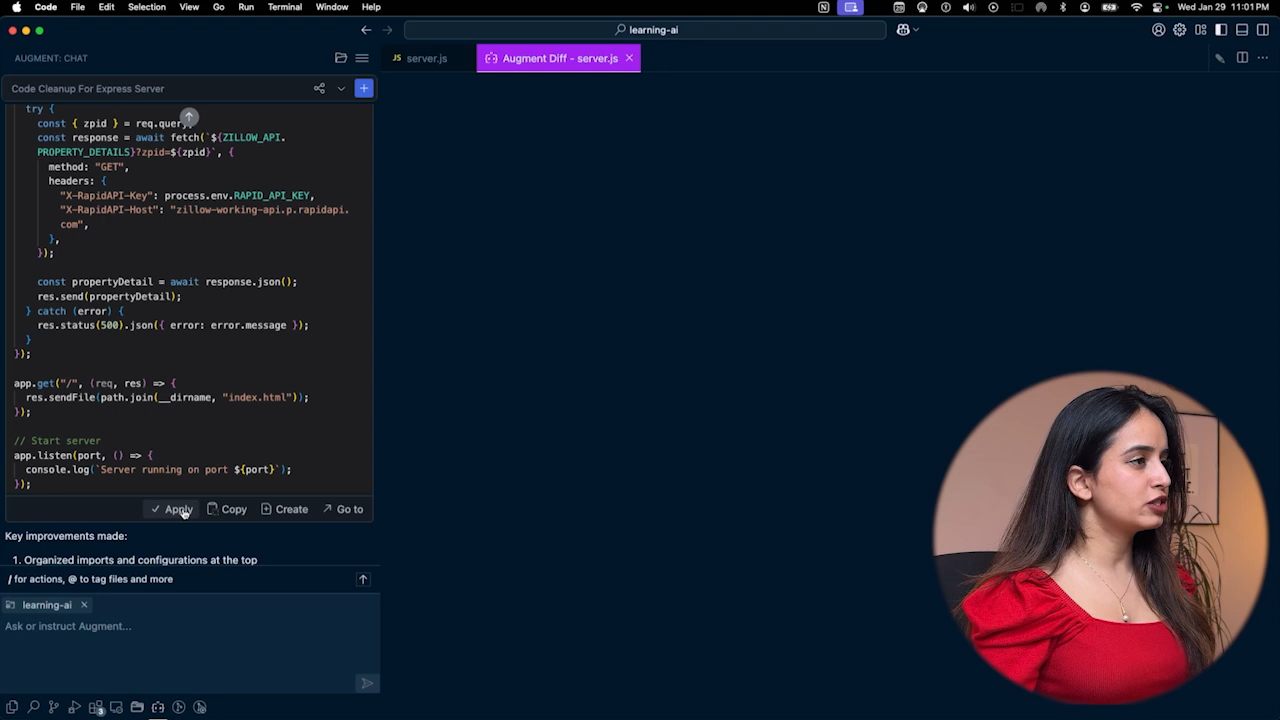 Code File Edit Selection View Go Run Terminal Window Help
Wed Jan 29 11:01 PM
learning-ai
AUGMENT: CHAT
JS server.js
Augment Diff - server.js
Code Cleanup For Express Server
try {
const { zpid } = req.query
const response = await fetch(`${ZILLOW_API.
PROPERTY_DETAILS}?zpid=${zpid}`, {
method: "GET",
headers: {
"X-RapidAPI-Key": process.env.RAPID_API_KEY,
"X-RapidAPI-Host": "zillow-working-api.p.rapidapi.
com",
},
});
const propertyDetail = await response.json();
res.send(propertyDetail);
} catch (error) {
res.status(500).json({ error: error.message });
}
});
app.get("/", (req, res) => {
res.sendFile(path.join(__dirname, "index.html"));
});
// Start server
app.listen(port, () => {
console.log(`Server running on port ${port}`);
});
Apply Copy Create Go to
Key improvements made:
1. Organized imports and configurations at the top
/ for actions, @ to tag files and more
learning-ai
Ask or instruct Augment...
3